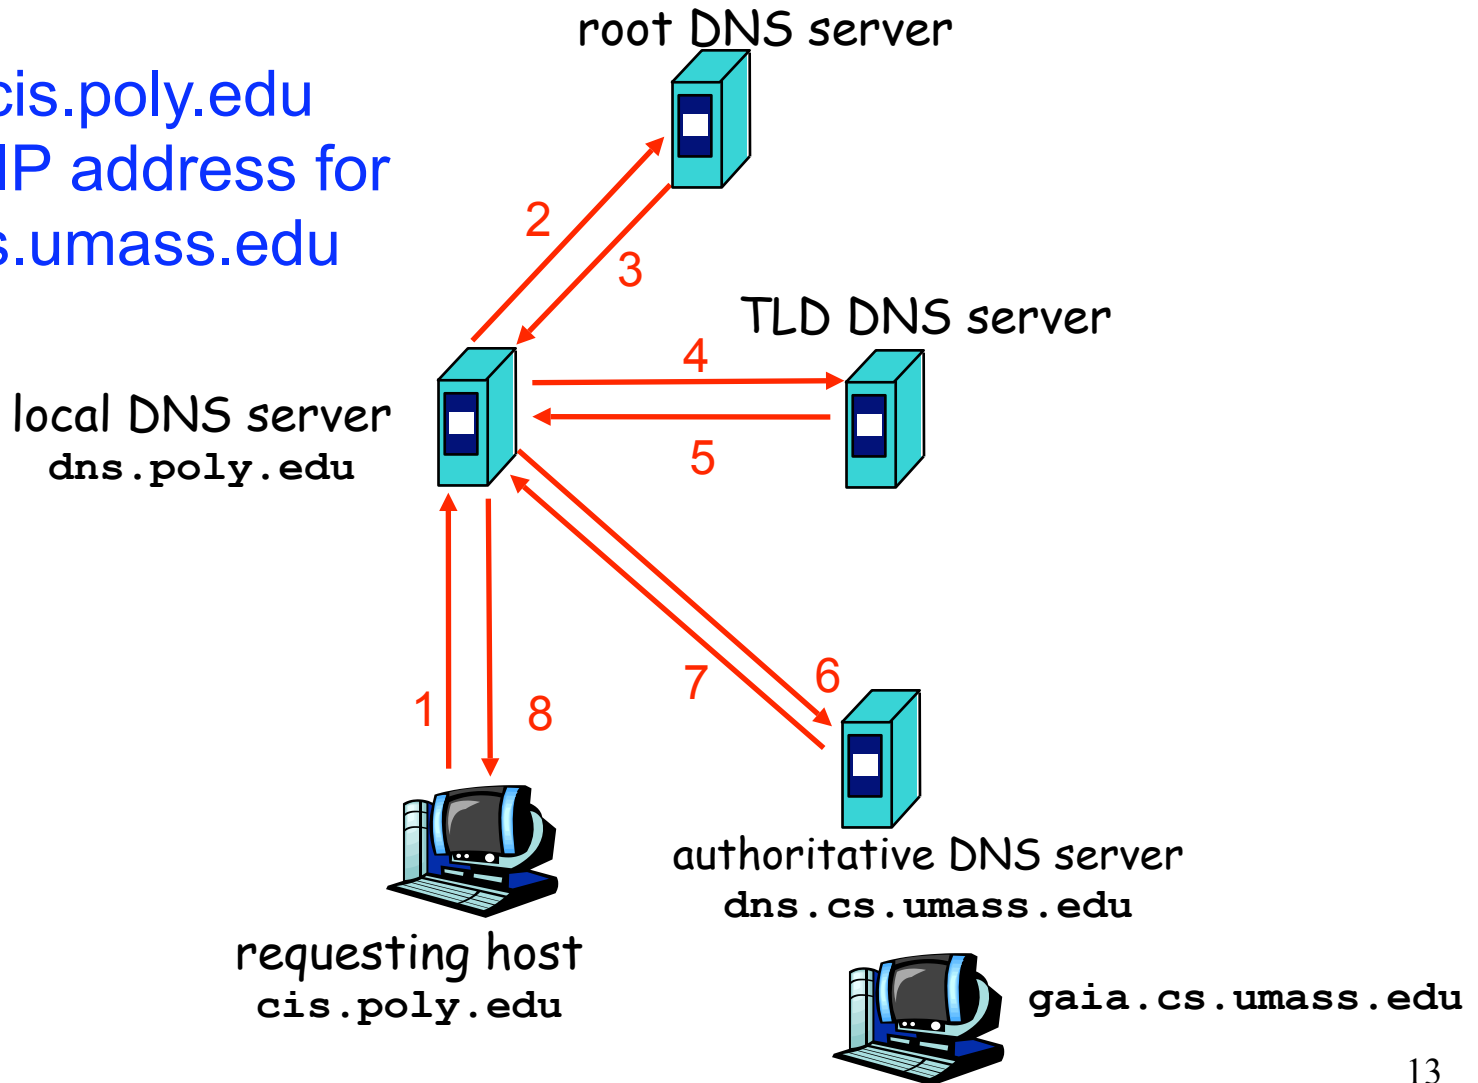 root DNS server
cis.poly.edu
IP address for
s.umass.edu
2
3
TLD DNS server
4
local DNS server
dns.poly.edu
5
6
7
1
8
authoritative DNS server
dns.cs.umass.edu
requesting host
cis.poly.edu
gaia.cs.umass.edu
13